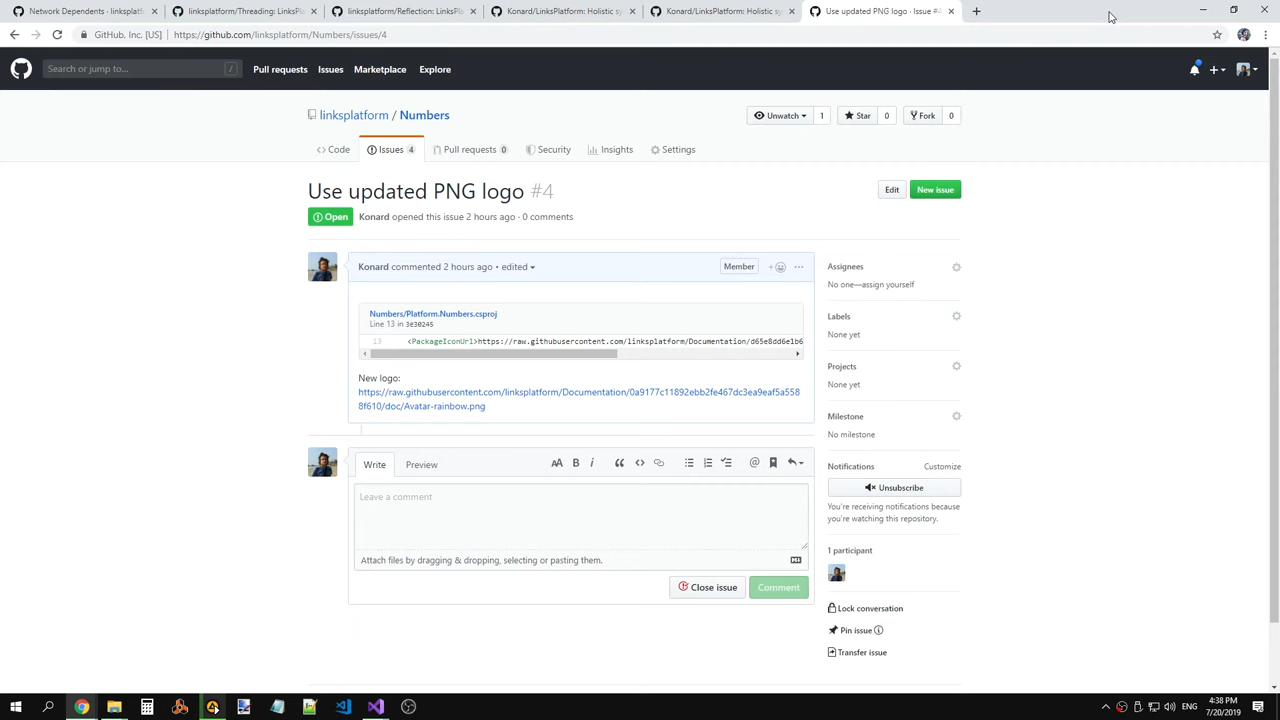 Network Dependents · linksplatf
linksplatform/Threading: LinksPl
linksplatform/Reflection: LinksPl
Konard/LinksPlatform: Holistic sy
Konard/LinksPlatform: Holistic sy
Use updated PNG logo · Issue #4
GitHub, Inc. [US]
https://github.com/linksplatform/Numbers/issues/4
Search or jump to...
/
Pull requests
Issues
Marketplace
Explore
linksplatform / Numbers
Unwatch 1
Star 0
Fork 0
Code
Issues 4
Pull requests 0
Security
Insights
Settings
Use updated PNG logo #4
Edit
New issue
Open
Konard opened this issue 2 hours ago · 0 comments
Konard commented 2 hours ago • edited
Member
Numbers/Platform.Numbers.csproj
Line 13 in 3e30245
13 <PackageIconUrl>https://raw.githubusercontent.com/linksplatform/Documentation/d65e8dd6e1b6
New logo:
https://raw.githubusercontent.com/linksplatform/Documentation/0a9177c11892ebb2fe467dc3ea9eaf5a558
8f610/doc/Avatar-rainbow.png
Write
Preview
Leave a comment
Attach files by dragging & dropping, selecting or pasting them.
Close issue
Comment
Assignees
No one—assign yourself
Labels
None yet
Projects
None yet
Milestone
No milestone
Notifications
Customize
Unsubscribe
You're receiving notifications because
you're watching this repository.
1 participant
Lock conversation
Pin issue
Transfer issue
ENG
4:38 PM
7/20/2019